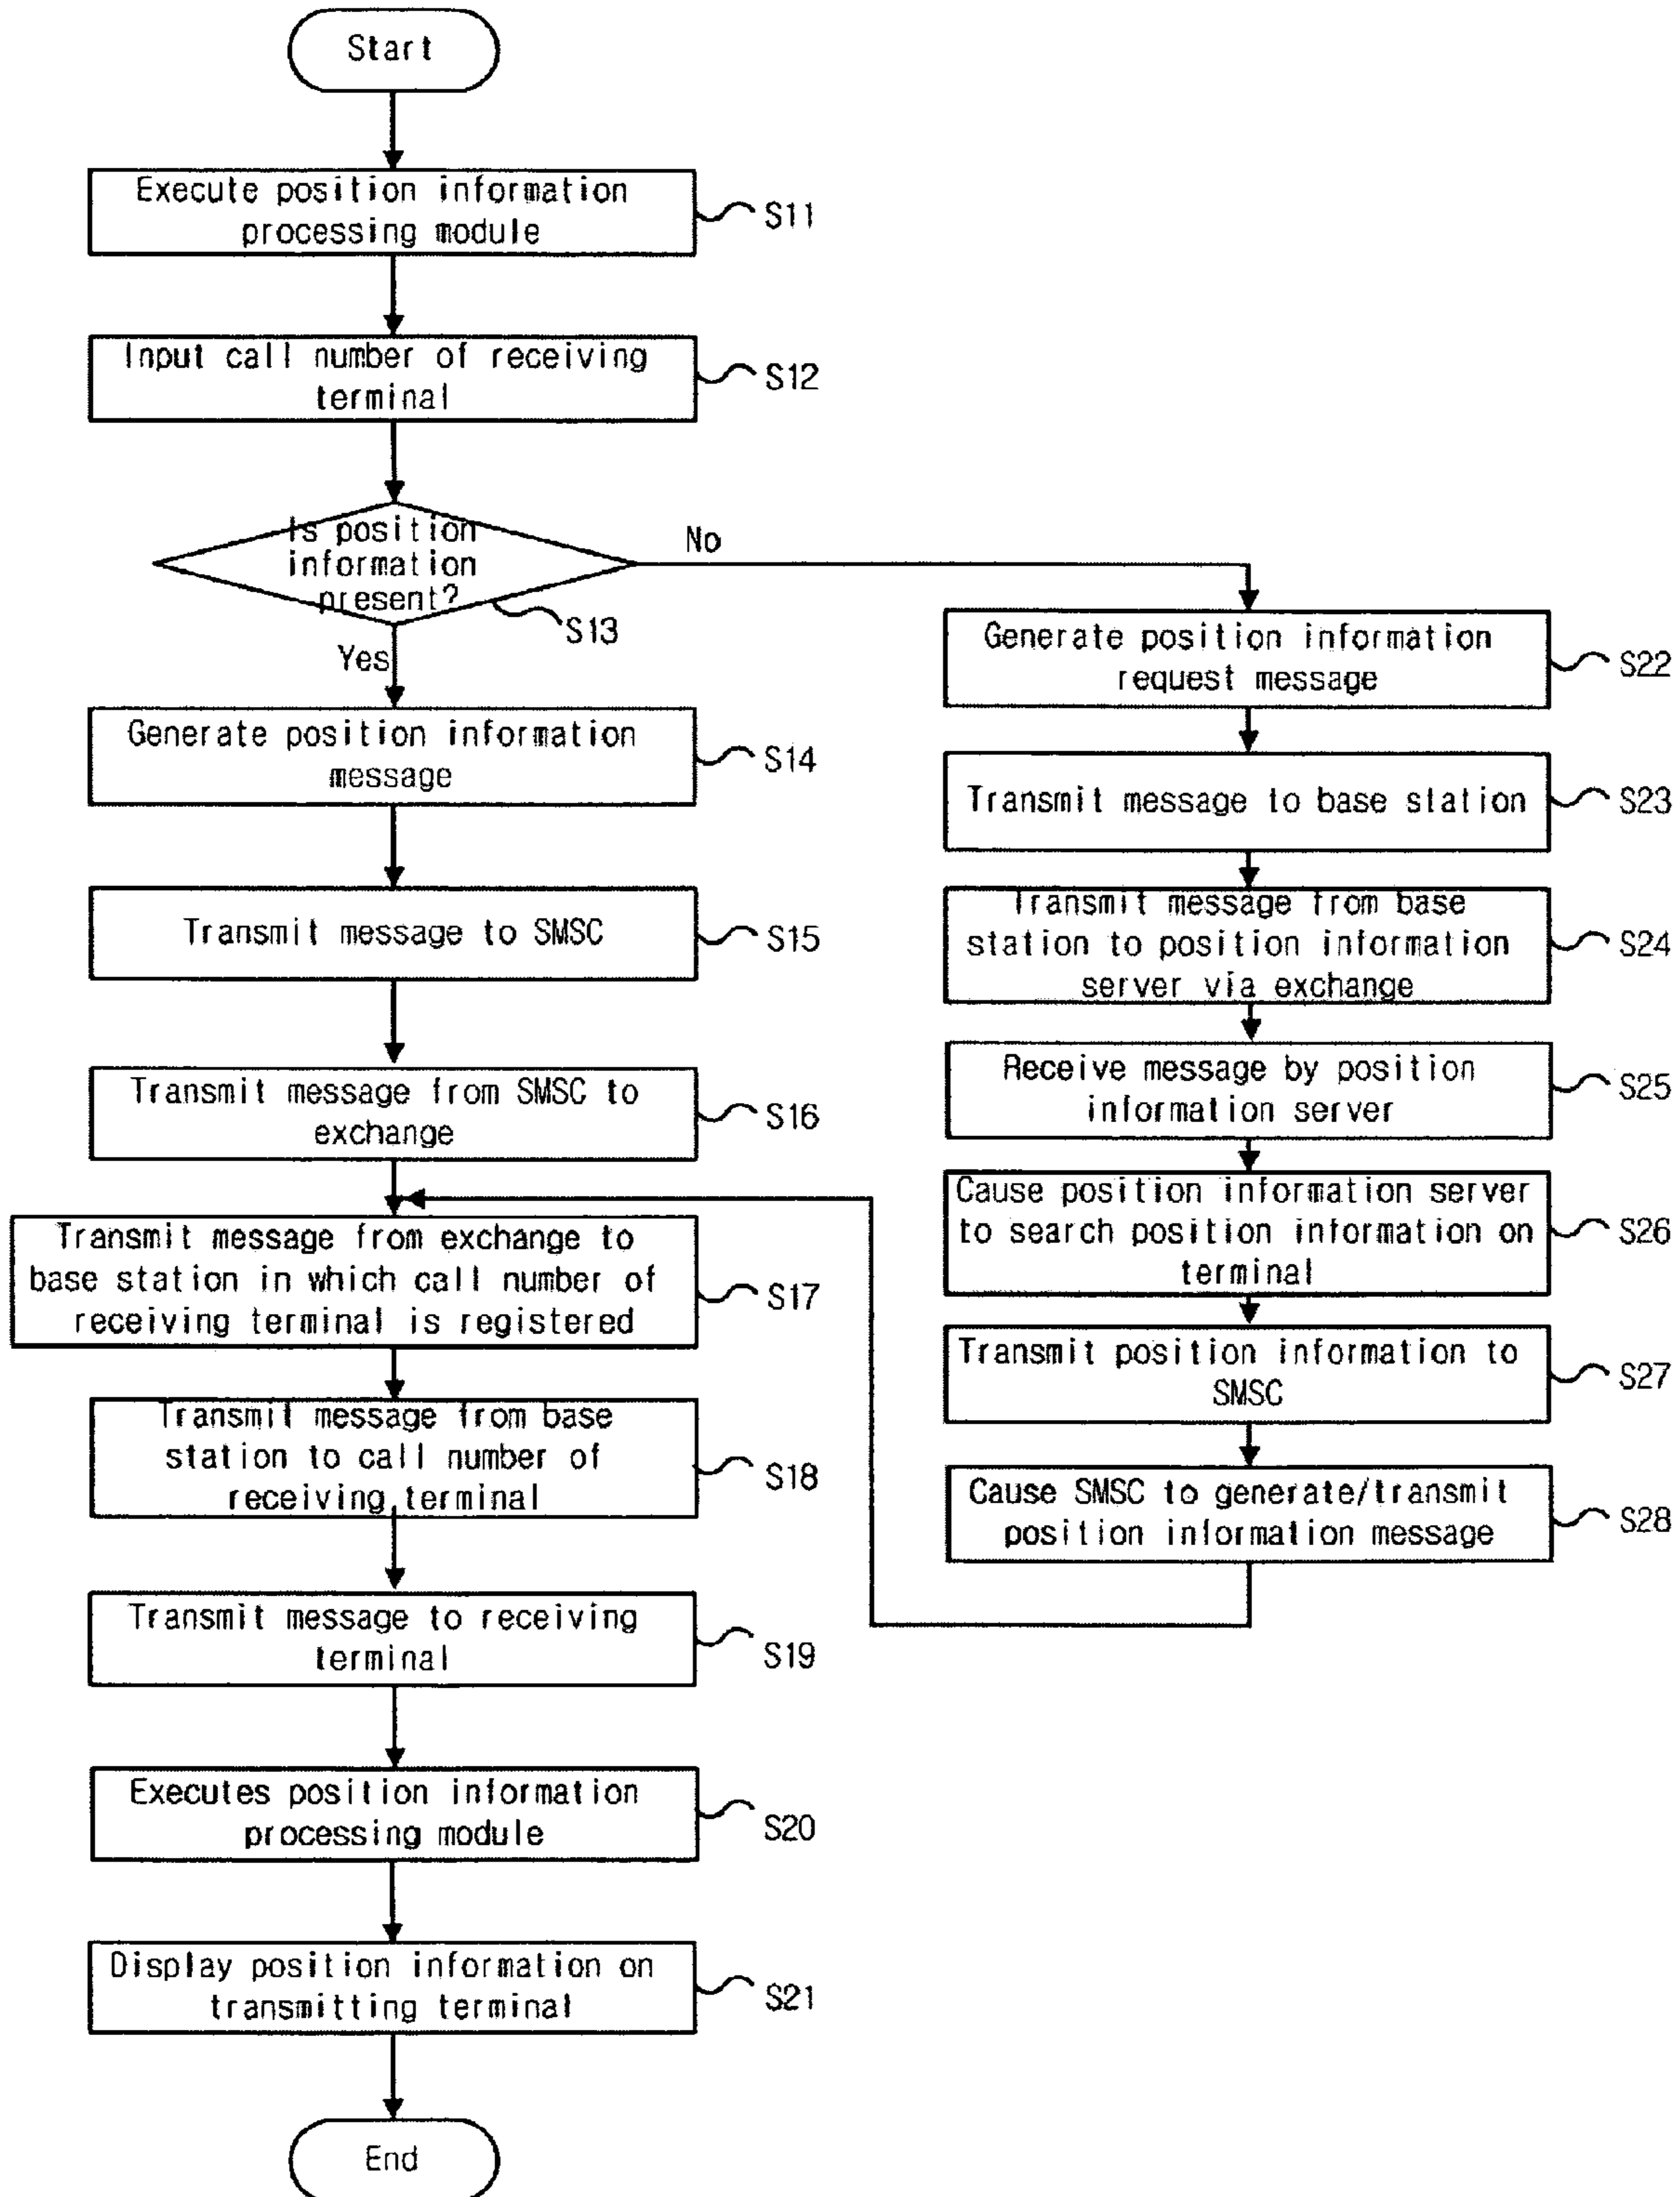 Start
Execute position information
processing module
S11
Input call number of receiving
terminal
S12
Is position
information
present?
S13
No
Yes
Generate position information
message
S14
Transmit message to SMSC
S15
Transmit message from SMSC to
exchange
S16
Transmit message from exchange to
base station in which call number of
receiving terminal is registered
S17
Transmit message from base
station to call number of
receiving terminal
S18
Transmit message to receiving
terminal
S19
Executes position information
processing module
S20
Display position information on
transmitting terminal
S21
End
Generate position information
request message
S22
Transmit message to base station
S23
Transmit message from base
station to position information
server via exchange
S24
Receive message by position
information server
S25
Cause position information server
to search position information on
terminal
S26
Transmit position information to
SMSC
S27
Cause SMSC to generate/transmit
position information message
S28